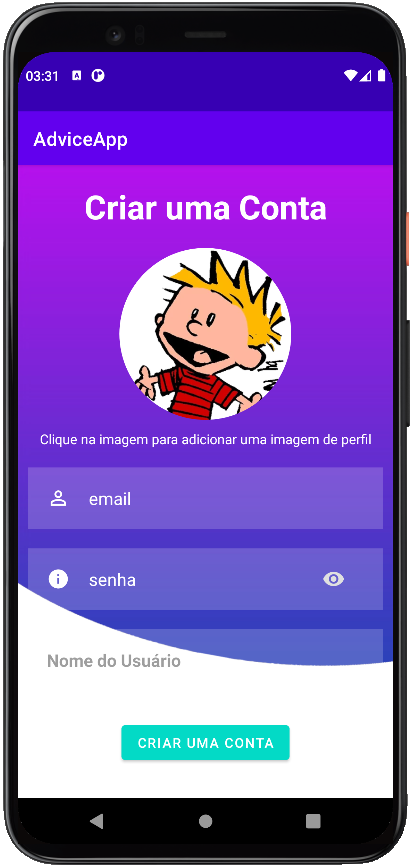 03:31
AdviceApp
Criar uma Conta
Clique na imagem para adicionar uma imagem de perfil
email
senha
Nome do Usuário
CRIAR UMA CONTA